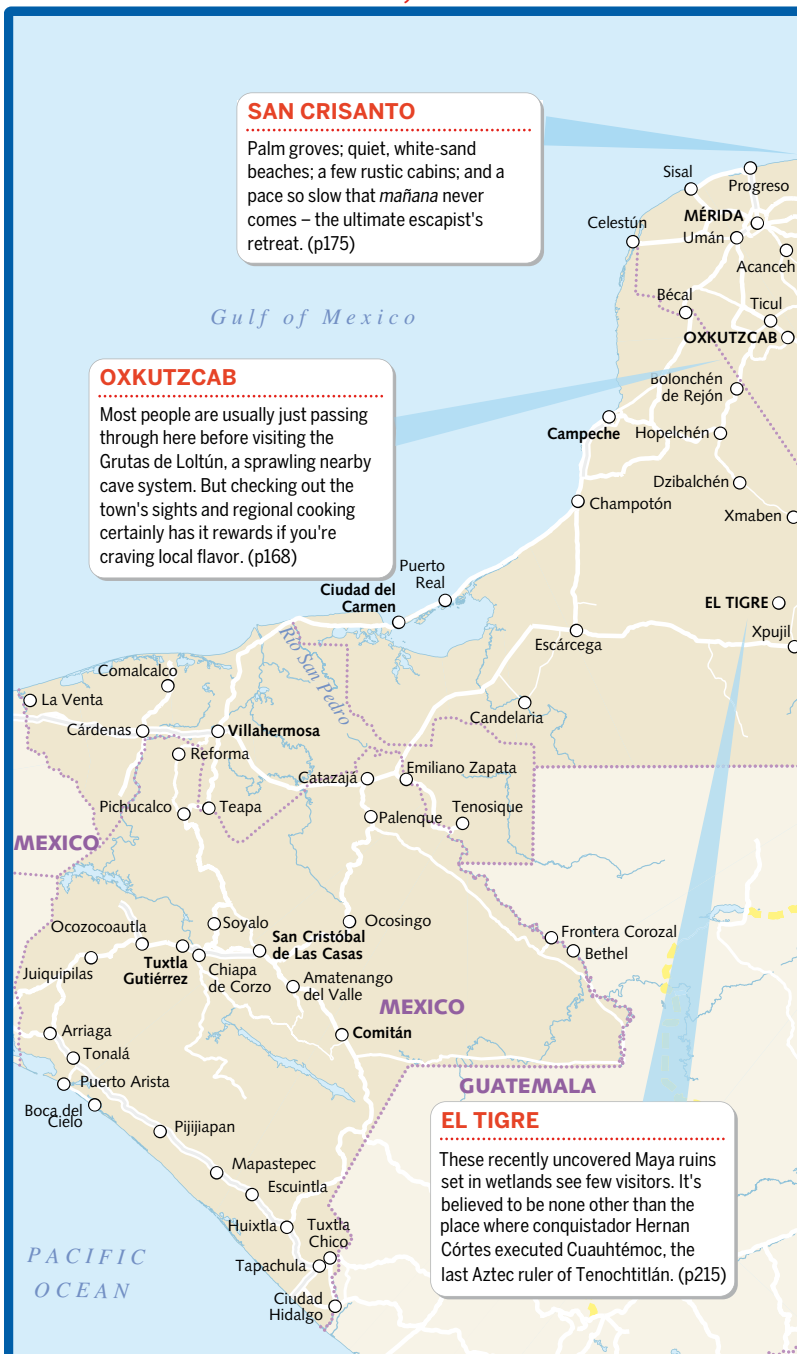 SAN CRISANTO
Palm groves; quiet, white-sand
beaches; a few rustic cabins; and a
pace so slow that mañana never
comes – the ultimate escapist's
retreat. (p175)
Sisal
Progreso
MÉRIDA
Celestún
Umán
Acanceh
Gulf of Mexico
Bécal
Ticul
OXKUTZCAB
OXKUTZCAB
Most people are usually just passing
through here before visiting the
Grutas de Loltún, a sprawling nearby
cave system. But checking out the
town's sights and regional cooking
certainly has it rewards if you're
craving local flavor. (p168)
Bolonchén
de Rejón
Campeche
Hopelchén
Dzibalchén
Champotón
Xmaben
Puerto
Real
Ciudad del
Carmen
EL TIGRE
Río San Pedro
Escárcega
Xpujil
Comalcalco
La Venta
Candelaria
Cárdenas
Villahermosa
Reforma
Catazajá
Emiliano Zapata
Pichucalco
Teapa
Palenque
Tenosique
MEXICO
Ocozocoautla
Soyalo
Ocosingo
Frontera Corozal
San Cristóbal
de Las Casas
Bethel
Juiquipilas
Tuxtla
Gutiérrez
Chiapa
de Corzo
Amatenango
del Valle
MEXICO
Arriaga
Comitán
Tonalá
Puerto Arista
GUATEMALA
Boca del
Cielo
Pijijiapan
EL TIGRE
These recently uncovered Maya ruins
set in wetlands see few visitors. It's
believed to be none other than the
place where conquistador Hernan
Córtes executed Cuauhtémoc, the
last Aztec ruler of Tenochtitlán. (p215)
Mapastepec
Escuintla
Huixtla
Tuxtla
Chico
PACIFIC
OCEAN
Tapachula
Ciudad
Hidalgo